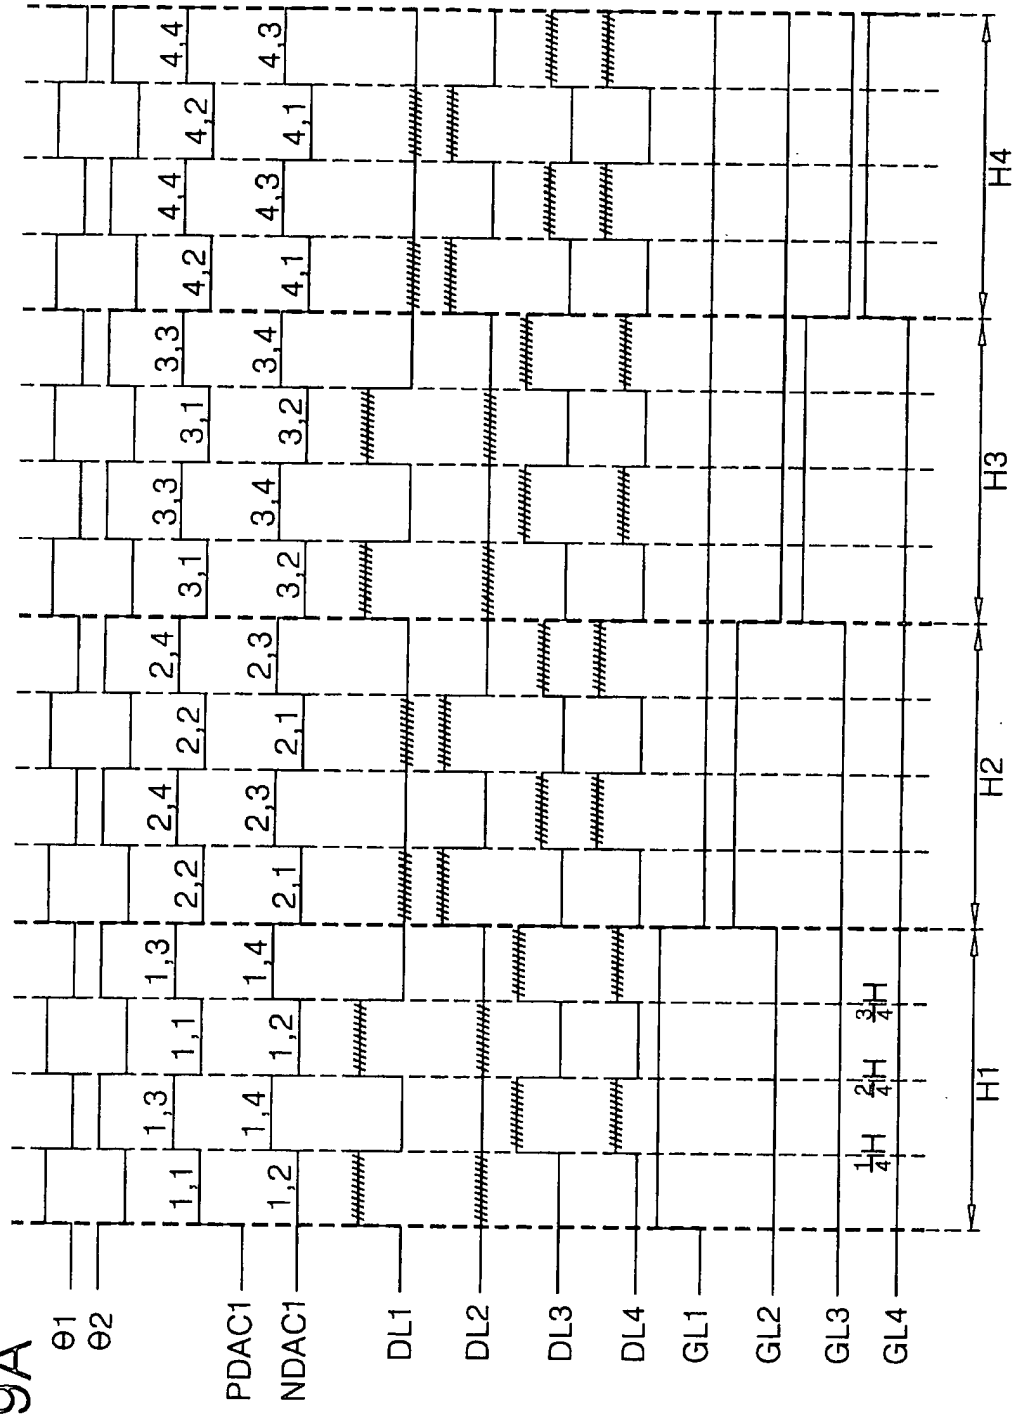 9A
θ1
θ2
PDAC1 1,1 1,3 1,1 1,3 2,2 2,4 2,2 2,4 3,1 3,3 3,1 3,3 4,2 4,4 4,2 4,4
NDAC1 1,2 1,4 1,2 1,4 2,1 2,3 2,1 2,3 3,2 3,4 3,2 3,4 4,1 4,3 4,1 4,3
DL1
DL2
DL3
DL4
GL1
GL2
GL3
GL4
1/4H 2/4H 3/4H
H1 H2 H3 H4